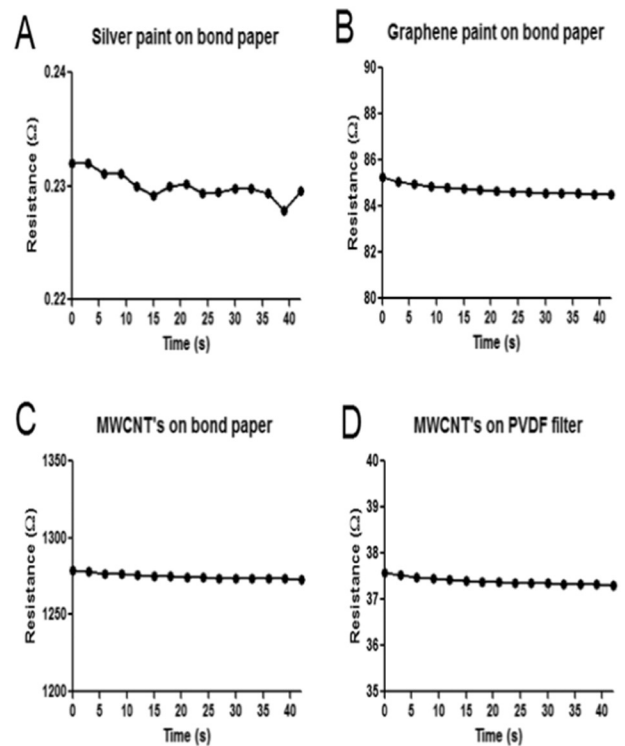 A
Silver paint on bond paper
Resistance (Ω)
0.24
0.23
0.22
0 5 10 15 20 25 30 35 40
Time (s)
B
Graphene paint on bond paper
Resistance (Ω)
90
88
86
84
82
80
0 5 10 15 20 25 30 35 40
Time (s)
C
MWCNT's on bond paper
Resistance (Ω)
1350
1300
1250
1200
0 5 10 15 20 25 30 35 40
Time (s)
D
MWCNT's on PVDF filter
Resistance (Ω)
40
39
38
37
36
35
0 5 10 15 20 25 30 35 40
Time (s)